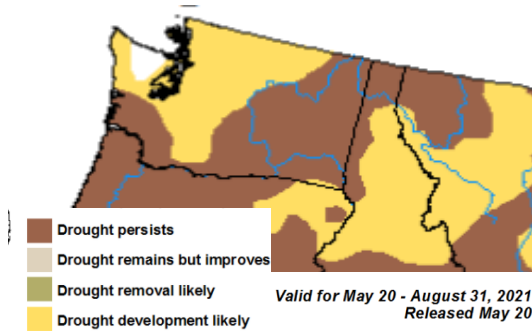 Drought persists
Drought remains but improves
Drought removal likely
Drought development likely
Valid for May 20 - August 31, 2021
Released May 20